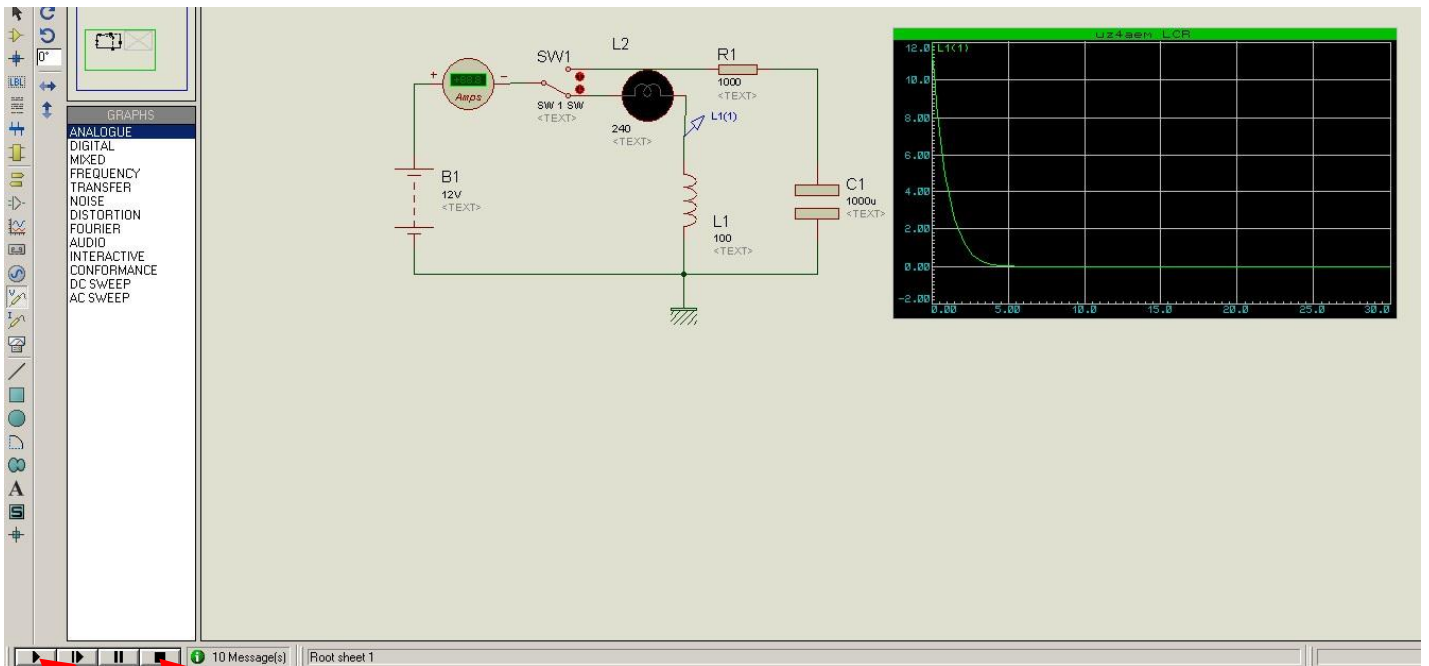 0°
LBL
GRAPHS
ANALOGUE
DIGITAL
MIXED
FREQUENCY
TRANSFER
NOISE
DISTORTION
FOURIER
AUDIO
INTERACTIVE
CONFORMANCE
DC SWEEP
AC SWEEP
A
S
+
-
Amps
SW1
SW 1 SW
<TEXT>
L2
240
<TEXT>
R1
1000
<TEXT>
L1(1)
B1
12V
<TEXT>
L1
100
<TEXT>
C1
1000u
<TEXT>
uz4aem LCR
L1(1)
12.0
10.0
8.00
6.00
4.00
2.00
0.00
-2.00
0.00 5.00 10.0 15.0 20.0 25.0 30.0
10 Message(s)
Root sheet 1